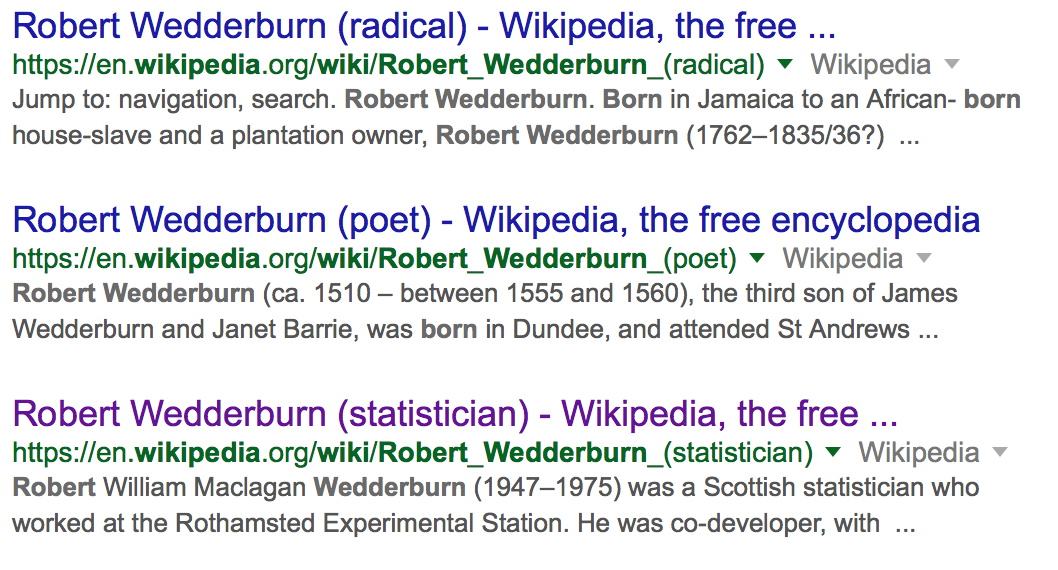 Robert Wedderburn (radical) - Wikipedia, the free ...
https://en.wikipedia.org/wiki/Robert_Wedderburn_(radical) Wikipedia
Jump to: navigation, search. Robert Wedderburn. Born in Jamaica to an African- born
house-slave and a plantation owner, Robert Wedderburn (1762–1835/36?) ...
Robert Wedderburn (poet) - Wikipedia, the free encyclopedia
https://en.wikipedia.org/wiki/Robert_Wedderburn_(poet) Wikipedia
Robert Wedderburn (ca. 1510 – between 1555 and 1560), the third son of James
Wedderburn and Janet Barrie, was born in Dundee, and attended St Andrews ...
Robert Wedderburn (statistician) - Wikipedia, the free ...
https://en.wikipedia.org/wiki/Robert_Wedderburn_(statistician) Wikipedia
Robert William Maclagan Wedderburn (1947–1975) was a Scottish statistician who
worked at the Rothamsted Experimental Station. He was co-developer, with ...